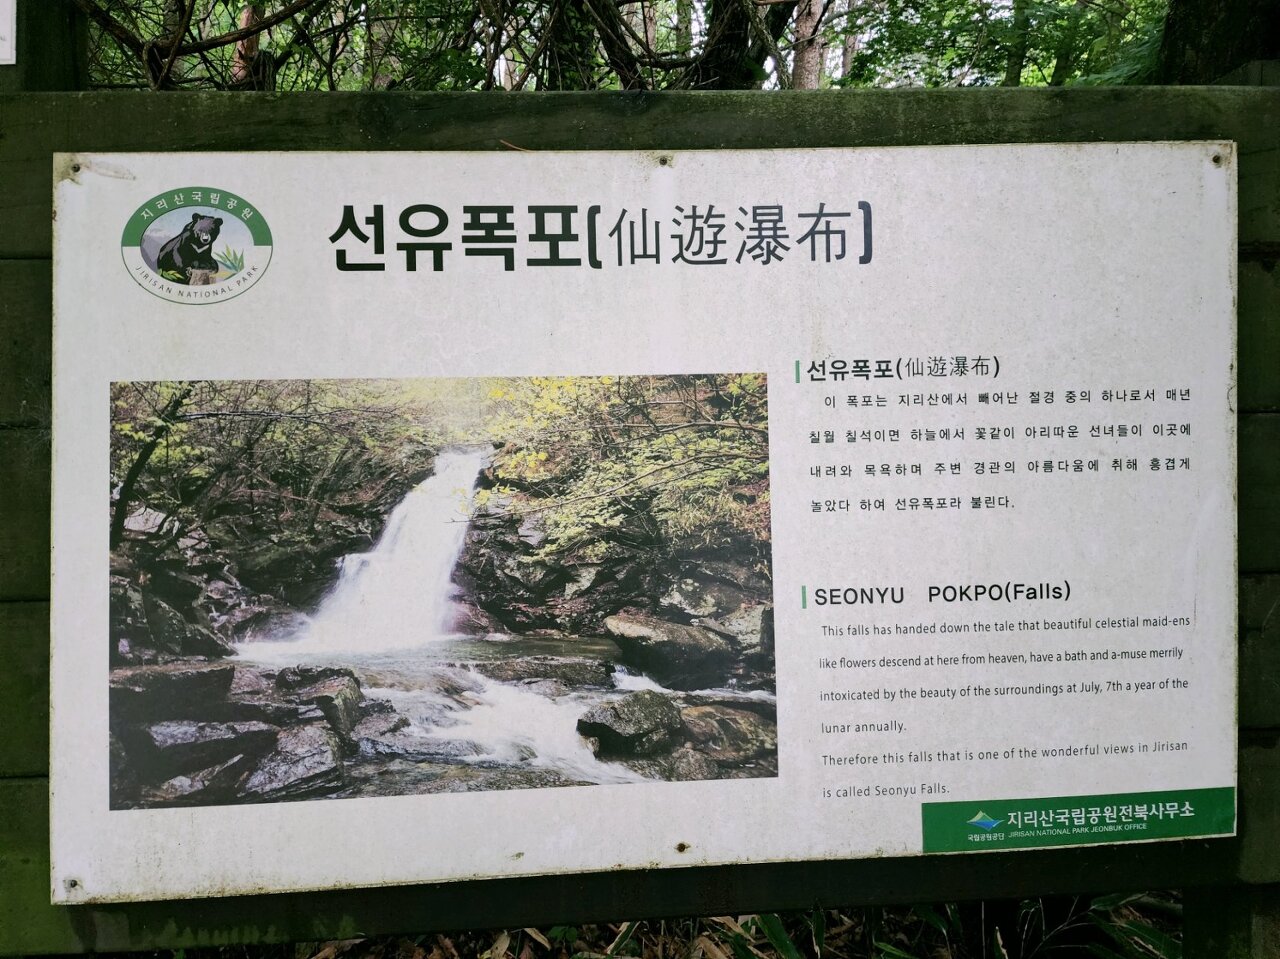 지리산국립공원
JIRISAN NATIONAL PARK
선유폭포(仙遊瀑布)
선유폭포(仙遊瀑布)
이 폭포는 지리산에서 빼어난 절경 중의 하나로서 매년
칠월 칠석이면 하늘에서 꽃같이 아리따운 선녀들이 이곳에
내려와 목욕하며 주변 경관의 아름다움에 취해 흥겹게
놀았다 하여 선유폭포라 불린다.
SEONYU POKPO(Falls)
This falls has handed down the tale that beautiful celestial maid-ens
like flowers descend at here from heaven, have a bath and a-muse merrily
intoxicated by the beauty of the surroundings at July, 7th a year of the
lunar annually.
Therefore this falls that is one of the wonderful views in Jirisan
is called Seonyu Falls.
국립공원공단
지리산국립공원전북사무소
JIRISAN NATIONAL PARK JEONBUK OFFICE